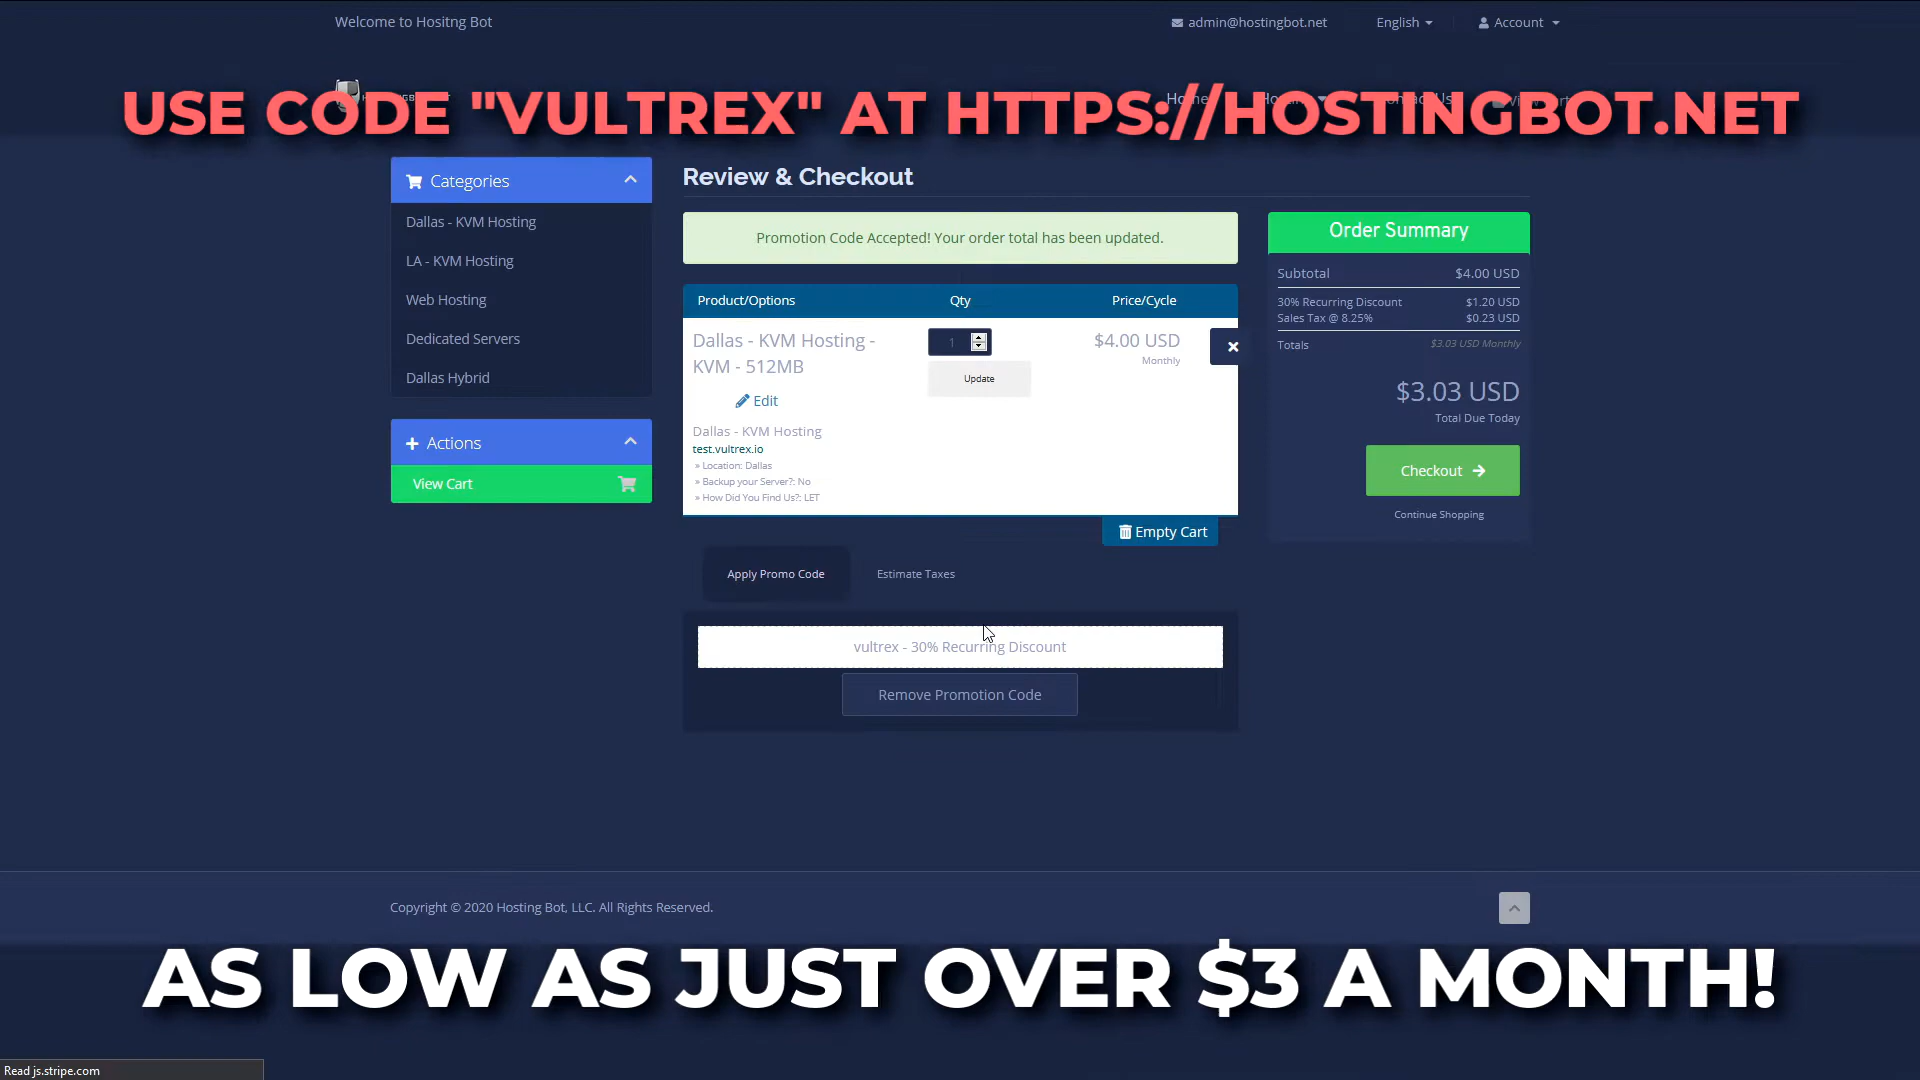 Welcome to Hositng Bot
admin@hostingbot.net
English
Account
USE CODE "VULTREX" AT HTTPS://HOSTINGBOT.NET
Categories
Dallas - KVM Hosting
LA - KVM Hosting
Web Hosting
Dedicated Servers
Dallas Hybrid
Actions
View Cart
Review & Checkout
Promotion Code Accepted! Your order total has been updated.
Product/Options Qty Price/Cycle
Dallas - KVM Hosting -
KVM - 512MB
1
Update
$4.00 USD
Monthly
Edit
Dallas - KVM Hosting
test.vultrex.io
» Location: Dallas
» Backup your Server?: No
» How Did You Find Us?: LET
Empty Cart
Apply Promo Code
Estimate Taxes
vultrex - 30% Recurring Discount
Remove Promotion Code
Order Summary
Subtotal $4.00 USD
30% Recurring Discount $1.20 USD
Sales Tax @ 8.25% $0.23 USD
Totals $3.03 USD Monthly
$3.03 USD
Total Due Today
Checkout
Continue Shopping
Copyright © 2020 Hosting Bot, LLC. All Rights Reserved.
AS LOW AS JUST OVER $3 A MONTH!
Read js.stripe.com